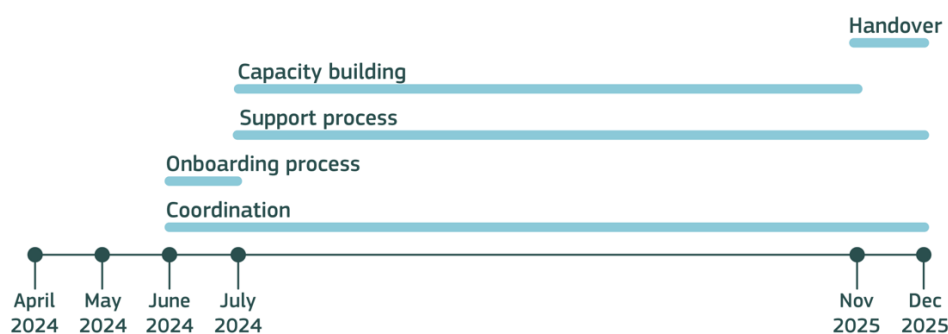 Handover
Capacity building
Support process
Onboarding process
Coordination
April May June July Nov Dec
2024 2024 2024 2024 2025 2025